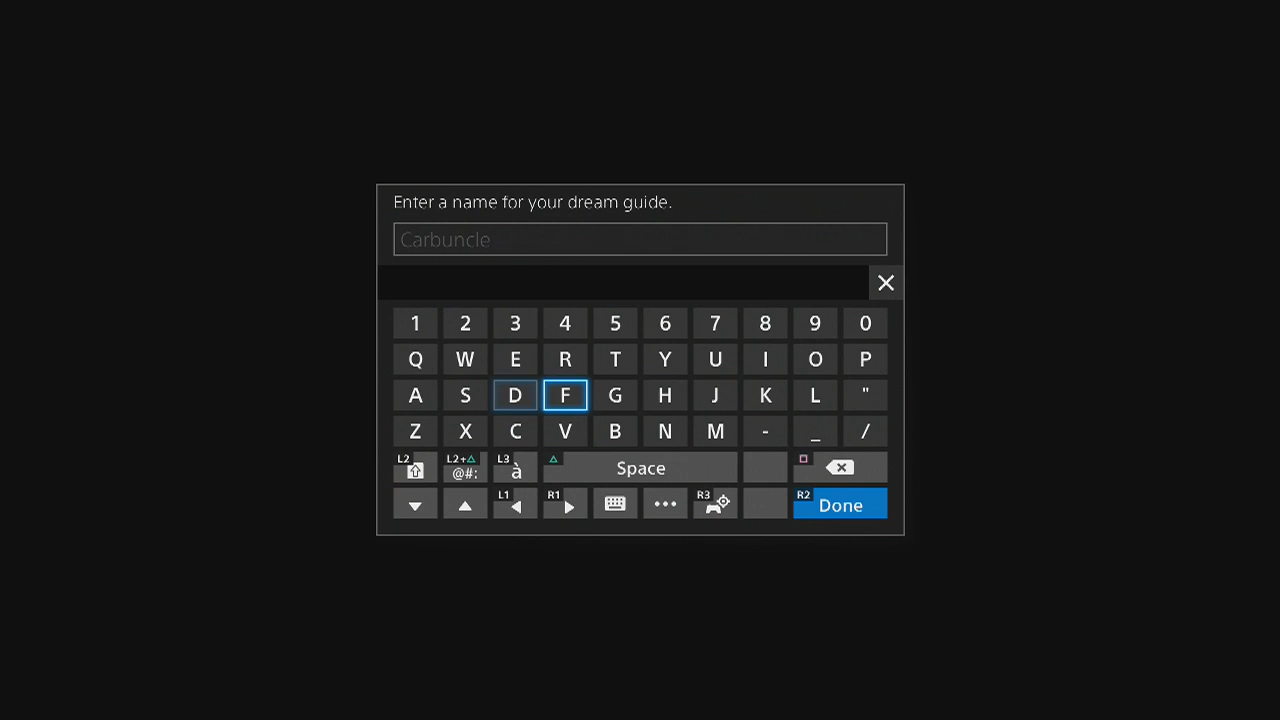 Enter a name for your dream guide.
Carbuncle
1 2 3 4 5 6 7 8 9 0
Q W E R T Y U I O P
A S D F G H J K L "
Z X C V B N M - _ /
L2 L2+△ @#: L3 à △ Space □
L1 R1 ••• R3 R2 Done